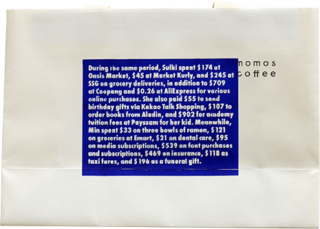 momos
coffee
During the same period, Sulki spent $174 at
Oasis Market, $45 at Market Kurly, and $245 at
SSG on grocery deliveries, in addition to $709
at Coupang and $0.26 at AliExpress for various
online purchases. She also paid $55 to send
birthday gifts via Kakao Talk Shopping, $107 to
order books from Aladin, and $902 for academy
tuition fees at Payssam for her kid. Meanwhile,
Min spent $33 on three bowls of ramen, $121
on groceries at Emart, $21 on dental care, $95
on media subscriptions, $539 on font purchases
and subscriptions, $469 on insurance, $118 as
taxi fares, and $196 as a funeral gift.